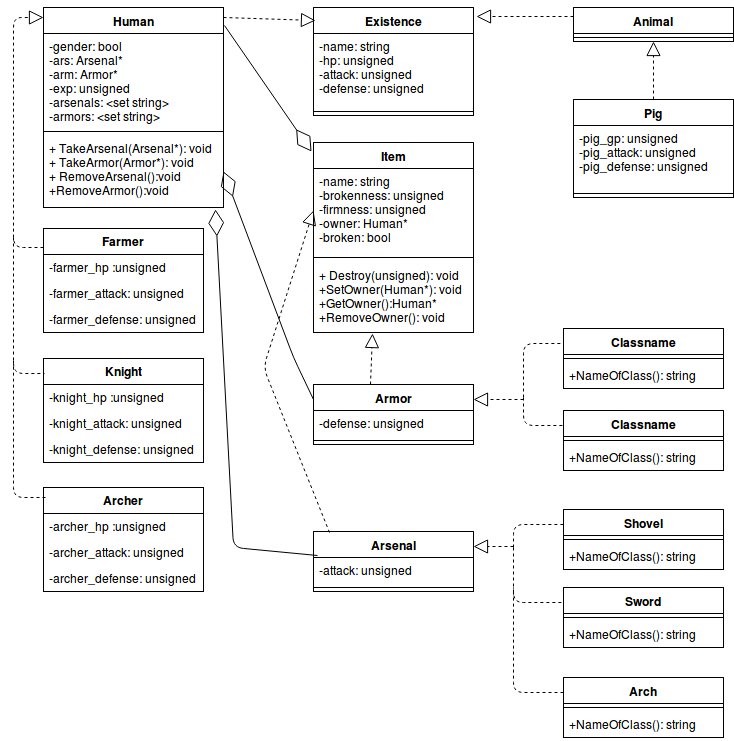 Human
-gender: bool
-ars: Arsenal*
-arm: Armor*
-exp: unsigned
-arsenals: <set string>
-armors: <set string>
+ TakeArsenal(Arsenal*): void
+ TakeArmor(Armor*): void
+ RemoveArsenal():void
+RemoveArmor():void
Existence
-name: string
-hp: unsigned
-attack: unsigned
-defense: unsigned
Animal
Pig
-pig_gp: unsigned
-pig_attack: unsigned
-pig_defense: unsigned
Item
-name: string
-brokenness: unsigned
-firmness: unsigned
-owner: Human*
-broken: bool
+ Destroy(unsigned): void
+SetOwner(Human*): void
+GetOwner():Human*
+RemoveOwner(): void
Farmer
-farmer_hp :unsigned
-farmer_attack: unsigned
-farmer_defense: unsigned
Knight
-knight_hp :unsigned
-knight_attack: unsigned
-knight_defense: unsigned
Archer
-archer_hp :unsigned
-archer_attack: unsigned
-archer_defense: unsigned
Armor
-defense: unsigned
Classname
+NameOfClass(): string
Classname
+NameOfClass(): string
Arsenal
-attack: unsigned
Shovel
+NameOfClass(): string
Sword
+NameOfClass(): string
Arch
+NameOfClass(): string